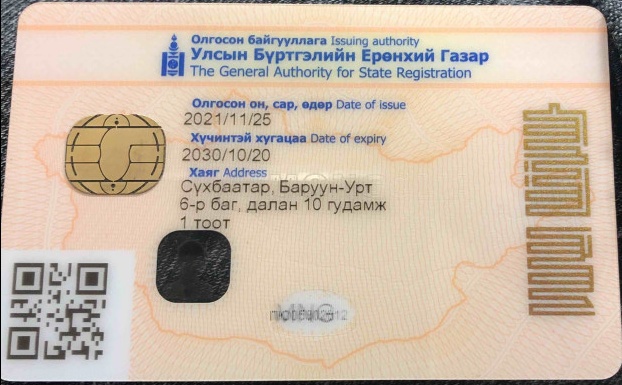 Олгосон байгууллага Issuing authority
Улсын Бүртгэлийн Ерөнхий Газар
The General Authority for State Registration
Олгосон он, сар, өдөр Date of issue
2021/11/25
Хүчинтэй хугацаа Date of expiry
2030/10/20
Хаяг Address
Сүхбаатар, Баруун-Урт
6-р баг, далан 10 гудамж
1 тоот
MNG